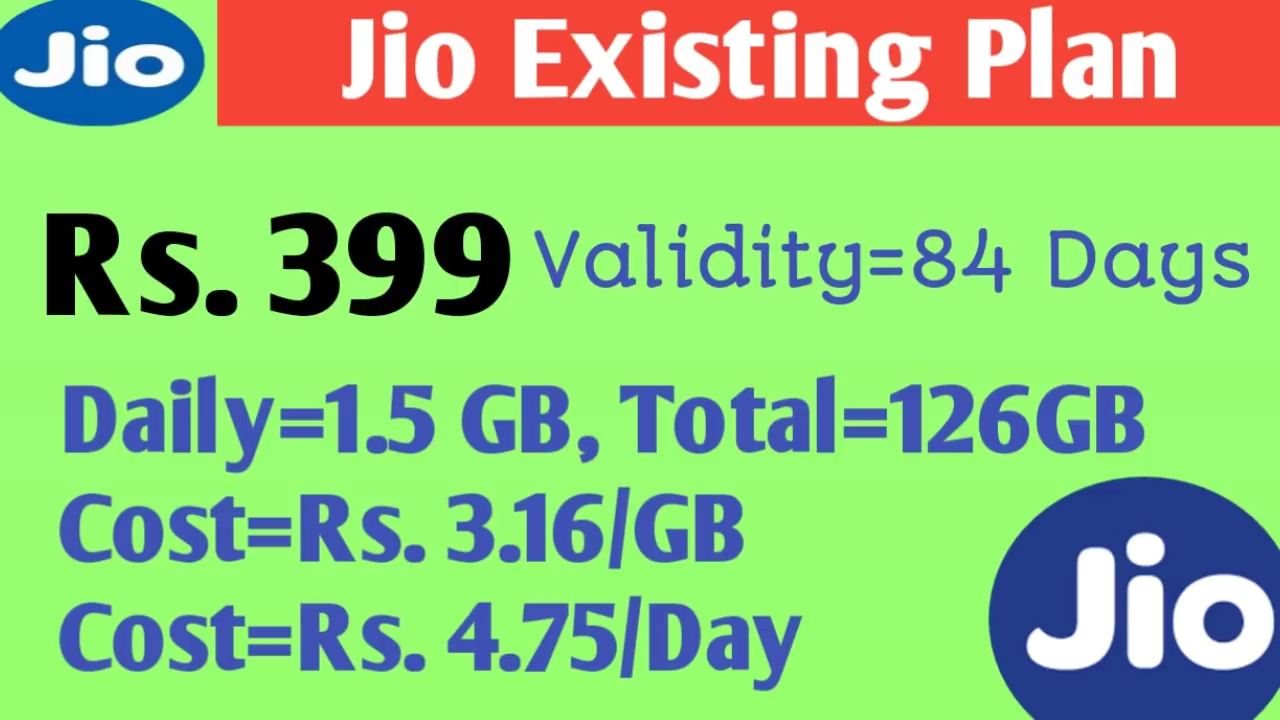 Jio
Jio Existing Plan
Rs. 399 Validity=84 Days
Daily=1.5 GB, Total=126GB
Cost=Rs. 3.16/GB
Cost=Rs. 4.75/Day
Jio